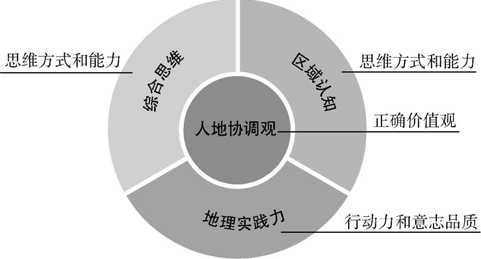 思维方式和能力
综合思维
区域认知
思维方式和能力
人地协调观
正确价值观
地理实践力
行动力和意志品质